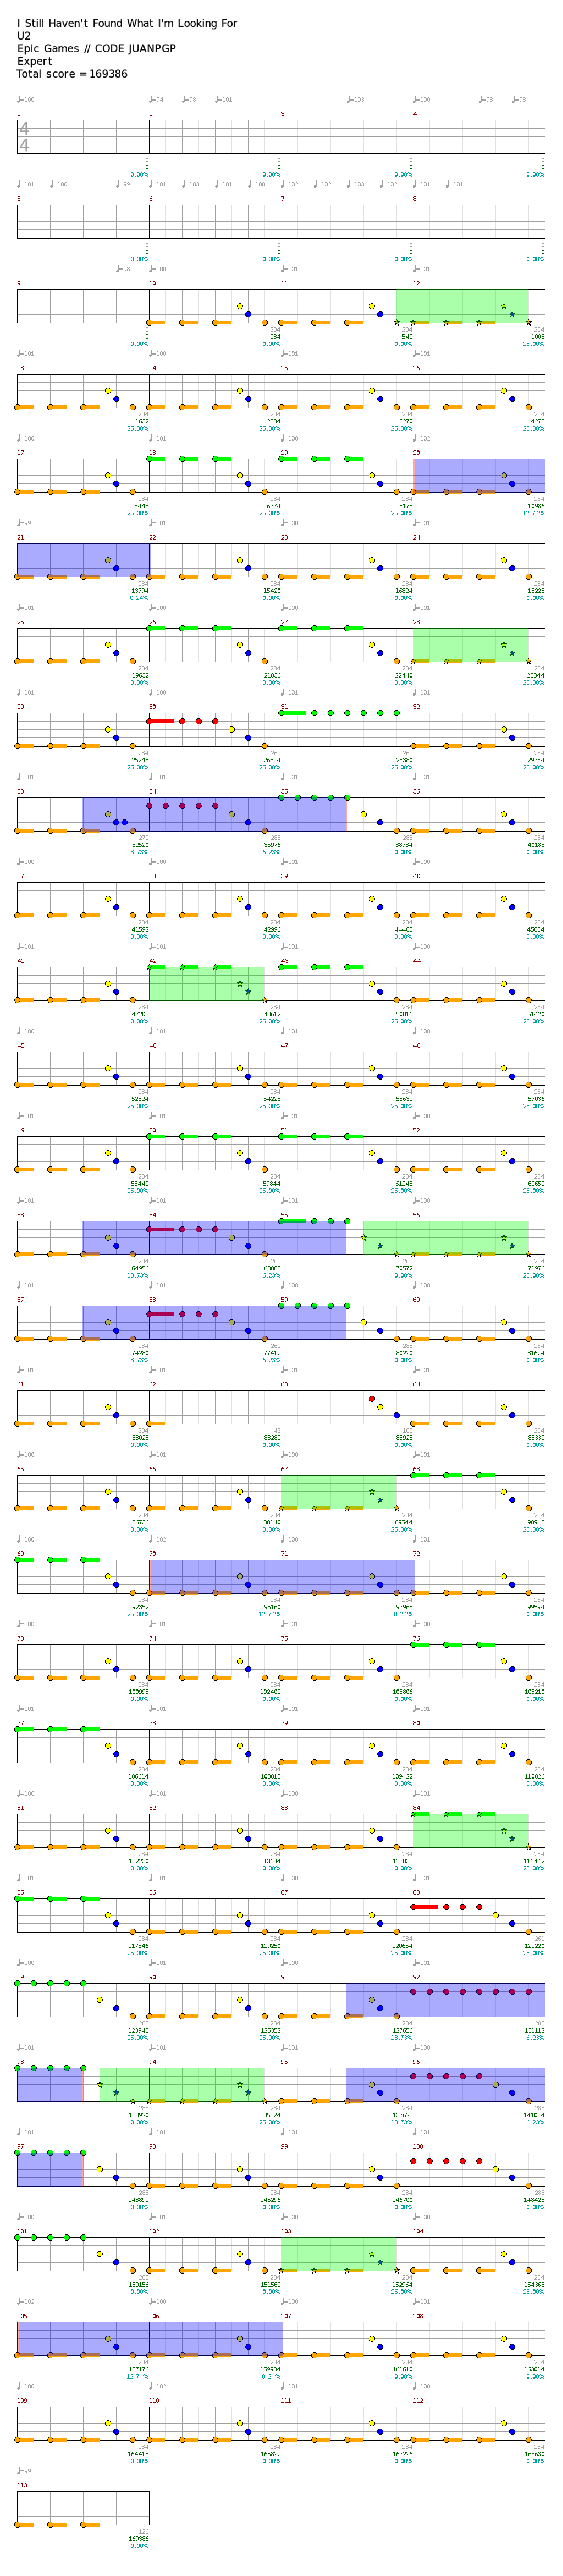 I Still Haven't Found What I'm Looking For
U2
Epic Games // CODE JUANPGP
Expert
Total score = 169386
♩=100 ♩=94 ♩=98 ♩=101 ♩=103 ♩=100 ♩=98 ♩=98
1 2 3 4
4
4
0 0 0 0
0 0 0 0
0.00% 0.00% 0.00% 0.00%
♩=101 ♩=100 ♩=99 ♩=101 ♩=103 ♩=101 ♩=100 ♩=102 ♩=102 ♩=103 ♩=102 ♩=101 ♩=101
5 6 7 8
0 0 0 0
0 0 0 0
0.00% 0.00% 0.00% 0.00%
♩=98 ♩=100 ♩=101 ♩=101
9 10 11 12
0 234 234 234
0 234 540 1008
0.00% 0.00% 0.00% 25.00%
♩=101 ♩=101 ♩=100 ♩=101
13 14 15 16
234 234 234 234
1632 2334 3270 4278
25.00% 25.00% 25.00% 25.00%
♩=100 ♩=101 ♩=100 ♩=102
17 18 19 20
234 234 234 234
5448 6774 8178 10986
25.00% 25.00% 25.00% 12.74%
♩=99 ♩=101 ♩=100 ♩=101
21 22 23 24
234 234 234 234
13794 15420 16824 18228
0.24% 0.00% 0.00% 0.00%
♩=101 ♩=100 ♩=100 ♩=101
25 26 27 28
234 234 234 234
19632 21036 22440 23844
0.00% 0.00% 0.00% 25.00%
♩=101 ♩=100 ♩=101 ♩=101
29 30 31 32
234 261 261 234
25248 26814 28380 29784
25.00% 25.00% 25.00% 25.00%
♩=101 ♩=101 ♩=101 ♩=101
33 34 35 36
270 288 288 234
32520 35976 38784 40188
18.73% 6.23% 0.00% 0.00%
♩=100 ♩=100 ♩=101 ♩=100
37 38 39 40
234 234 234 234
41592 42996 44400 45804
0.00% 0.00% 0.00% 0.00%
♩=101 ♩=101 ♩=100 ♩=101
41 42 43 44
234 234 234 234
47208 48612 50016 51420
0.00% 25.00% 25.00% 25.00%
♩=100 ♩=101 ♩=101 ♩=100
45 46 47 48
234 234 234 234
52824 54228 55632 57036
25.00% 25.00% 25.00% 25.00%
♩=101 ♩=100 ♩=101 ♩=100
49 50 51 52
234 234 234 234
58440 59844 61248 62652
25.00% 25.00% 25.00% 25.00%
♩=101 ♩=101 ♩=101 ♩=100
53 54 55 56
234 261 261 234
64956 68088 70572 71976
18.73% 6.23% 0.00% 25.00%
♩=101 ♩=101 ♩=101 ♩=100
57 58 59 60
234 261 288 234
74280 77412 80220 81624
18.73% 6.23% 0.00% 0.00%
♩=101 ♩=101 ♩=101
61 62 63 64
234 42 108 234
83028 83280 83928 85332
0.00% 0.00% 0.00% 0.00%
♩=100 ♩=101 ♩=100 ♩=101
65 66 67 68
234 234 234 234
86736 88140 89544 90948
0.00% 0.00% 25.00% 25.00%
♩=100 ♩=102 ♩=100 ♩=101
69 70 71 72
234 234 234 234
92352 95160 97968 99594
25.00% 12.74% 0.24% 0.00%
♩=100 ♩=101 ♩=101 ♩=100
73 74 75 76
234 234 234 234
100998 102402 103806 105210
0.00% 0.00% 0.00% 0.00%
♩=101 ♩=100 ♩=101 ♩=101
77 78 79 80
234 234 234 234
106614 108018 109422 110826
0.00% 0.00% 0.00% 0.00%
♩=100 ♩=101 ♩=100 ♩=101
81 82 83 84
234 234 234 234
112230 113634 115038 116442
0.00% 0.00% 0.00% 25.00%
♩=101 ♩=100 ♩=101 ♩=101
85 86 87 88
234 234 234 261
117846 119250 120654 122220
25.00% 25.00% 25.00% 25.00%
♩=100 ♩=101 ♩=100 ♩=101
89 90 91 92
288 234 234 288
123948 125352 127656 131112
25.00% 25.00% 18.73% 6.23%
♩=101 ♩=101 ♩=101 ♩=100
93 94 95 96
288 234 234 288
133920 135324 137628 141084
0.00% 25.00% 18.73% 6.23%
♩=101 ♩=101 ♩=101 ♩=101
97 98 99 100
288 234 234 288
143892 145296 146700 148428
0.00% 0.00% 0.00% 0.00%
♩=100 ♩=101 ♩=100 ♩=101
101 102 103 104
288 234 234 234
150156 151560 152964 154368
0.00% 0.00% 25.00% 25.00%
♩=102 ♩=100 ♩=100 ♩=101
105 106 107 108
234 234 234 234
157176 159984 161610 163014
12.74% 0.24% 0.00% 0.00%
♩=100 ♩=102 ♩=101 ♩=100
109 110 111 112
234 234 234 234
164418 165822 167226 168630
0.00% 0.00% 0.00% 0.00%
♩=99
113
126
169386
0.00%